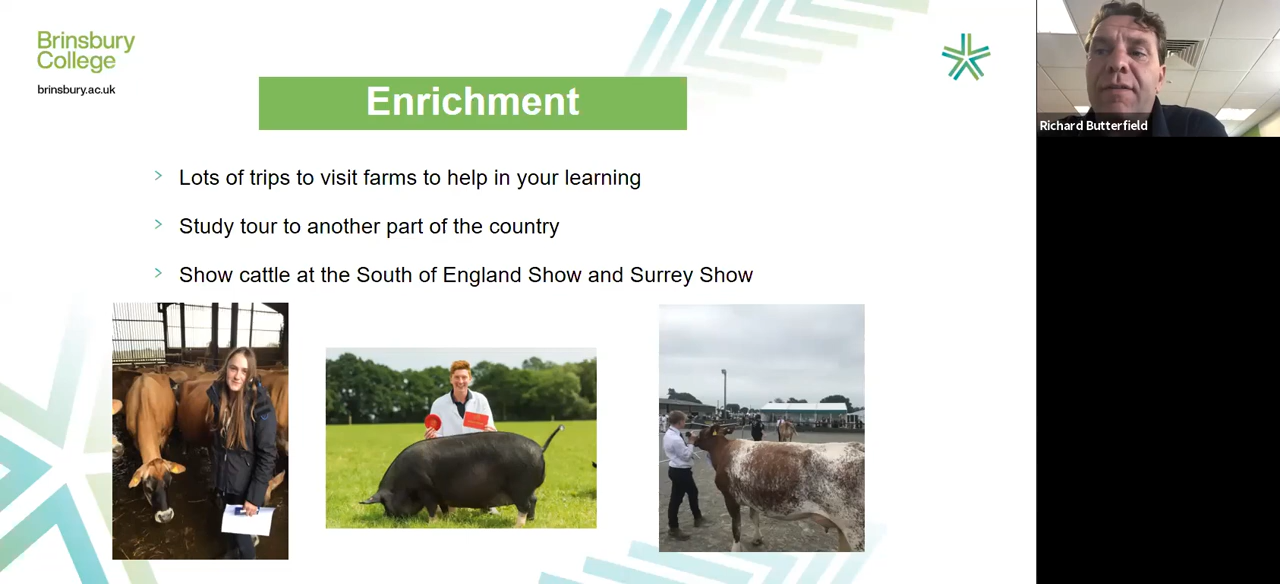 Brinsbury
College
brinsbury.ac.uk
Enrichment
Lots of trips to visit farms to help in your learning
Study tour to another part of the country
Show cattle at the South of England Show and Surrey Show
Richard Butterfield